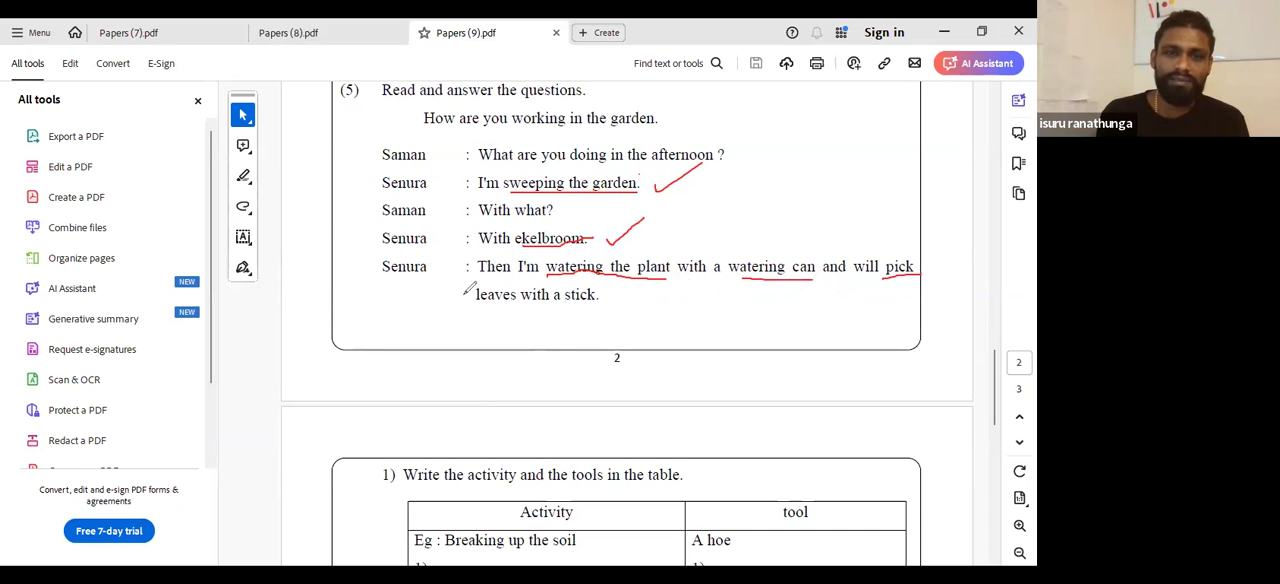 Menu
Papers (7).pdf
Papers (8).pdf
Papers (9).pdf
Create
Sign in
All tools
Edit
Convert
E-Sign
Find text or tools
AI Assistant
All tools
Export a PDF
Edit a PDF
Create a PDF
Combine files
Organize pages
AI Assistant
NEW
Generative summary
NEW
Request e-signatures
Scan & OCR
Protect a PDF
Redact a PDF
Convert, edit and e-sign PDF forms &
agreements
Free 7-day trial
(5) Read and answer the questions.
How are you working in the garden.
Saman : What are you doing in the afternoon ?
Senura : I'm sweeping the garden.
Saman : With what?
Senura : With ekelbroom.
Senura : Then I'm watering the plant with a watering can and will pick
leaves with a stick.
2
1) Write the activity and the tools in the table.
Activity tool
Eg : Breaking up the soil A hoe
2
3
isuru ranathunga